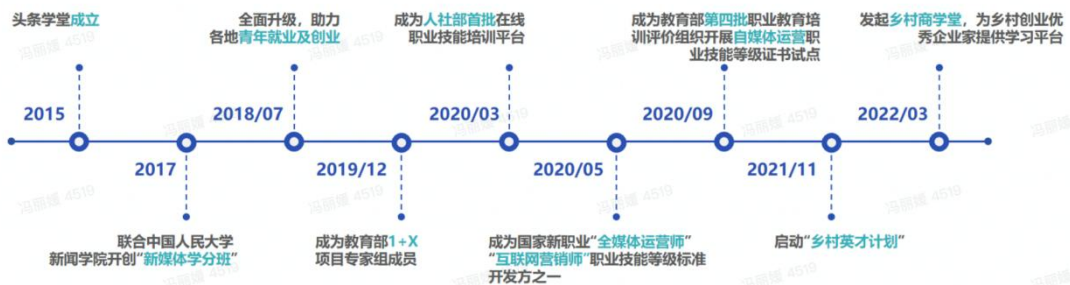 头条学堂成立
全面升级，助力
各地青年就业及创业
成为人社部首批在线
职业技能培训平台
成为教育部第四批职业教育培
训评价组织开展自媒体运营职
业技能等级证书试点
发起乡村商学堂，为乡村创业优
秀企业家提供学习平台
2015
2018/07
2020/03
2020/09
2022/03
2017
2019/12
2020/05
2021/11
联合中国人民大学
新闻学院开创“新媒体学分班”
成为教育部1+X
项目专家组成员
成为国家新职业“全媒体运营师”
“互联网营销师”职业技能等级标准
开发方之一
启动“乡村英才计划”
冯丽媛 4519